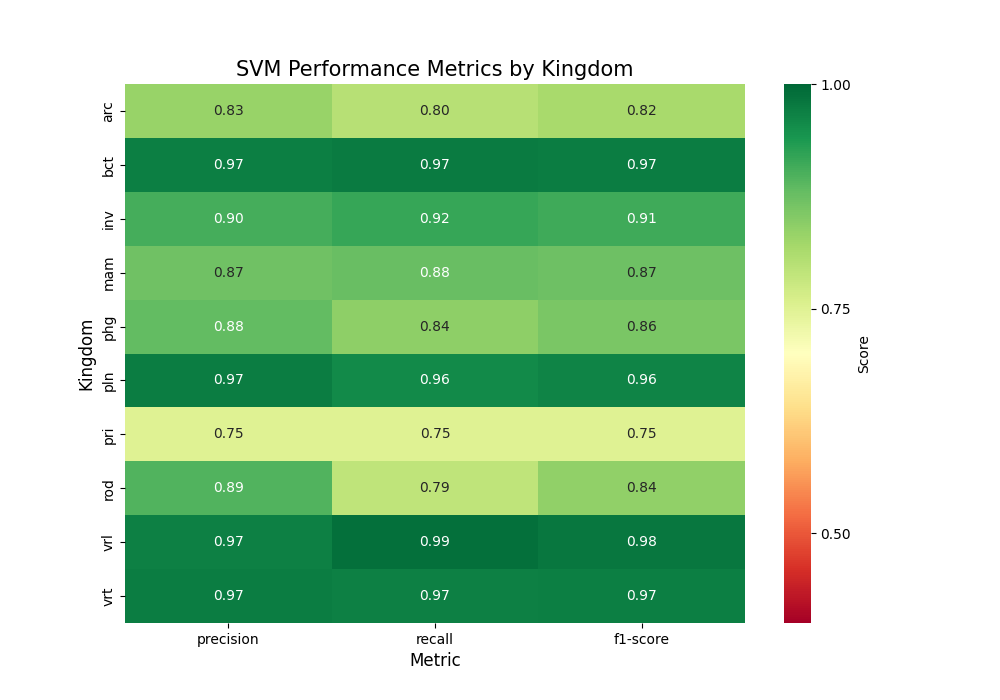 SVM Performance Metrics by Kingdom
arc 0.83 0.80 0.82
bct 0.97 0.97 0.97
inv 0.90 0.92 0.91
mam 0.87 0.88 0.87
phg 0.88 0.84 0.86
pln 0.97 0.96 0.96
pri 0.75 0.75 0.75
rod 0.89 0.79 0.84
vrl 0.97 0.99 0.98
vrt 0.97 0.97 0.97
precision recall f1-score
Metric
Kingdom
1.00
0.75
0.50
Score